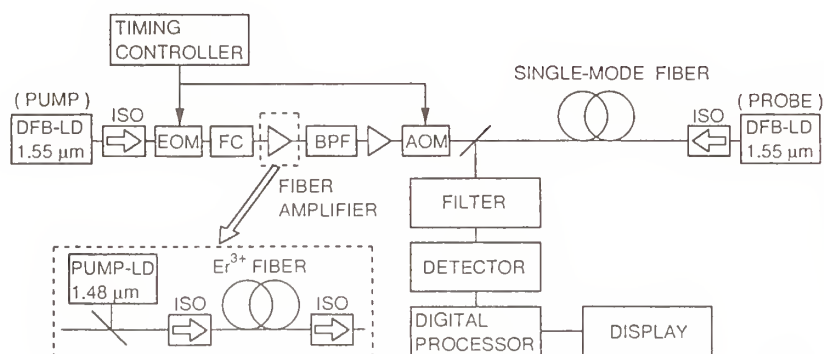 TIMING
CONTROLLER
SINGLE-MODE FIBER
(PUMP)
DFB-LD
1.55 μm
ISO
EOM
FC
BPF
AOM
ISO
(PROBE)
DFB-LD
1.55 μm
FIBER
AMPLIFIER
FILTER
DETECTOR
DIGITAL
PROCESSOR
DISPLAY
PUMP-LD
1.48 μm
ISO
Er³⁺ FIBER
ISO